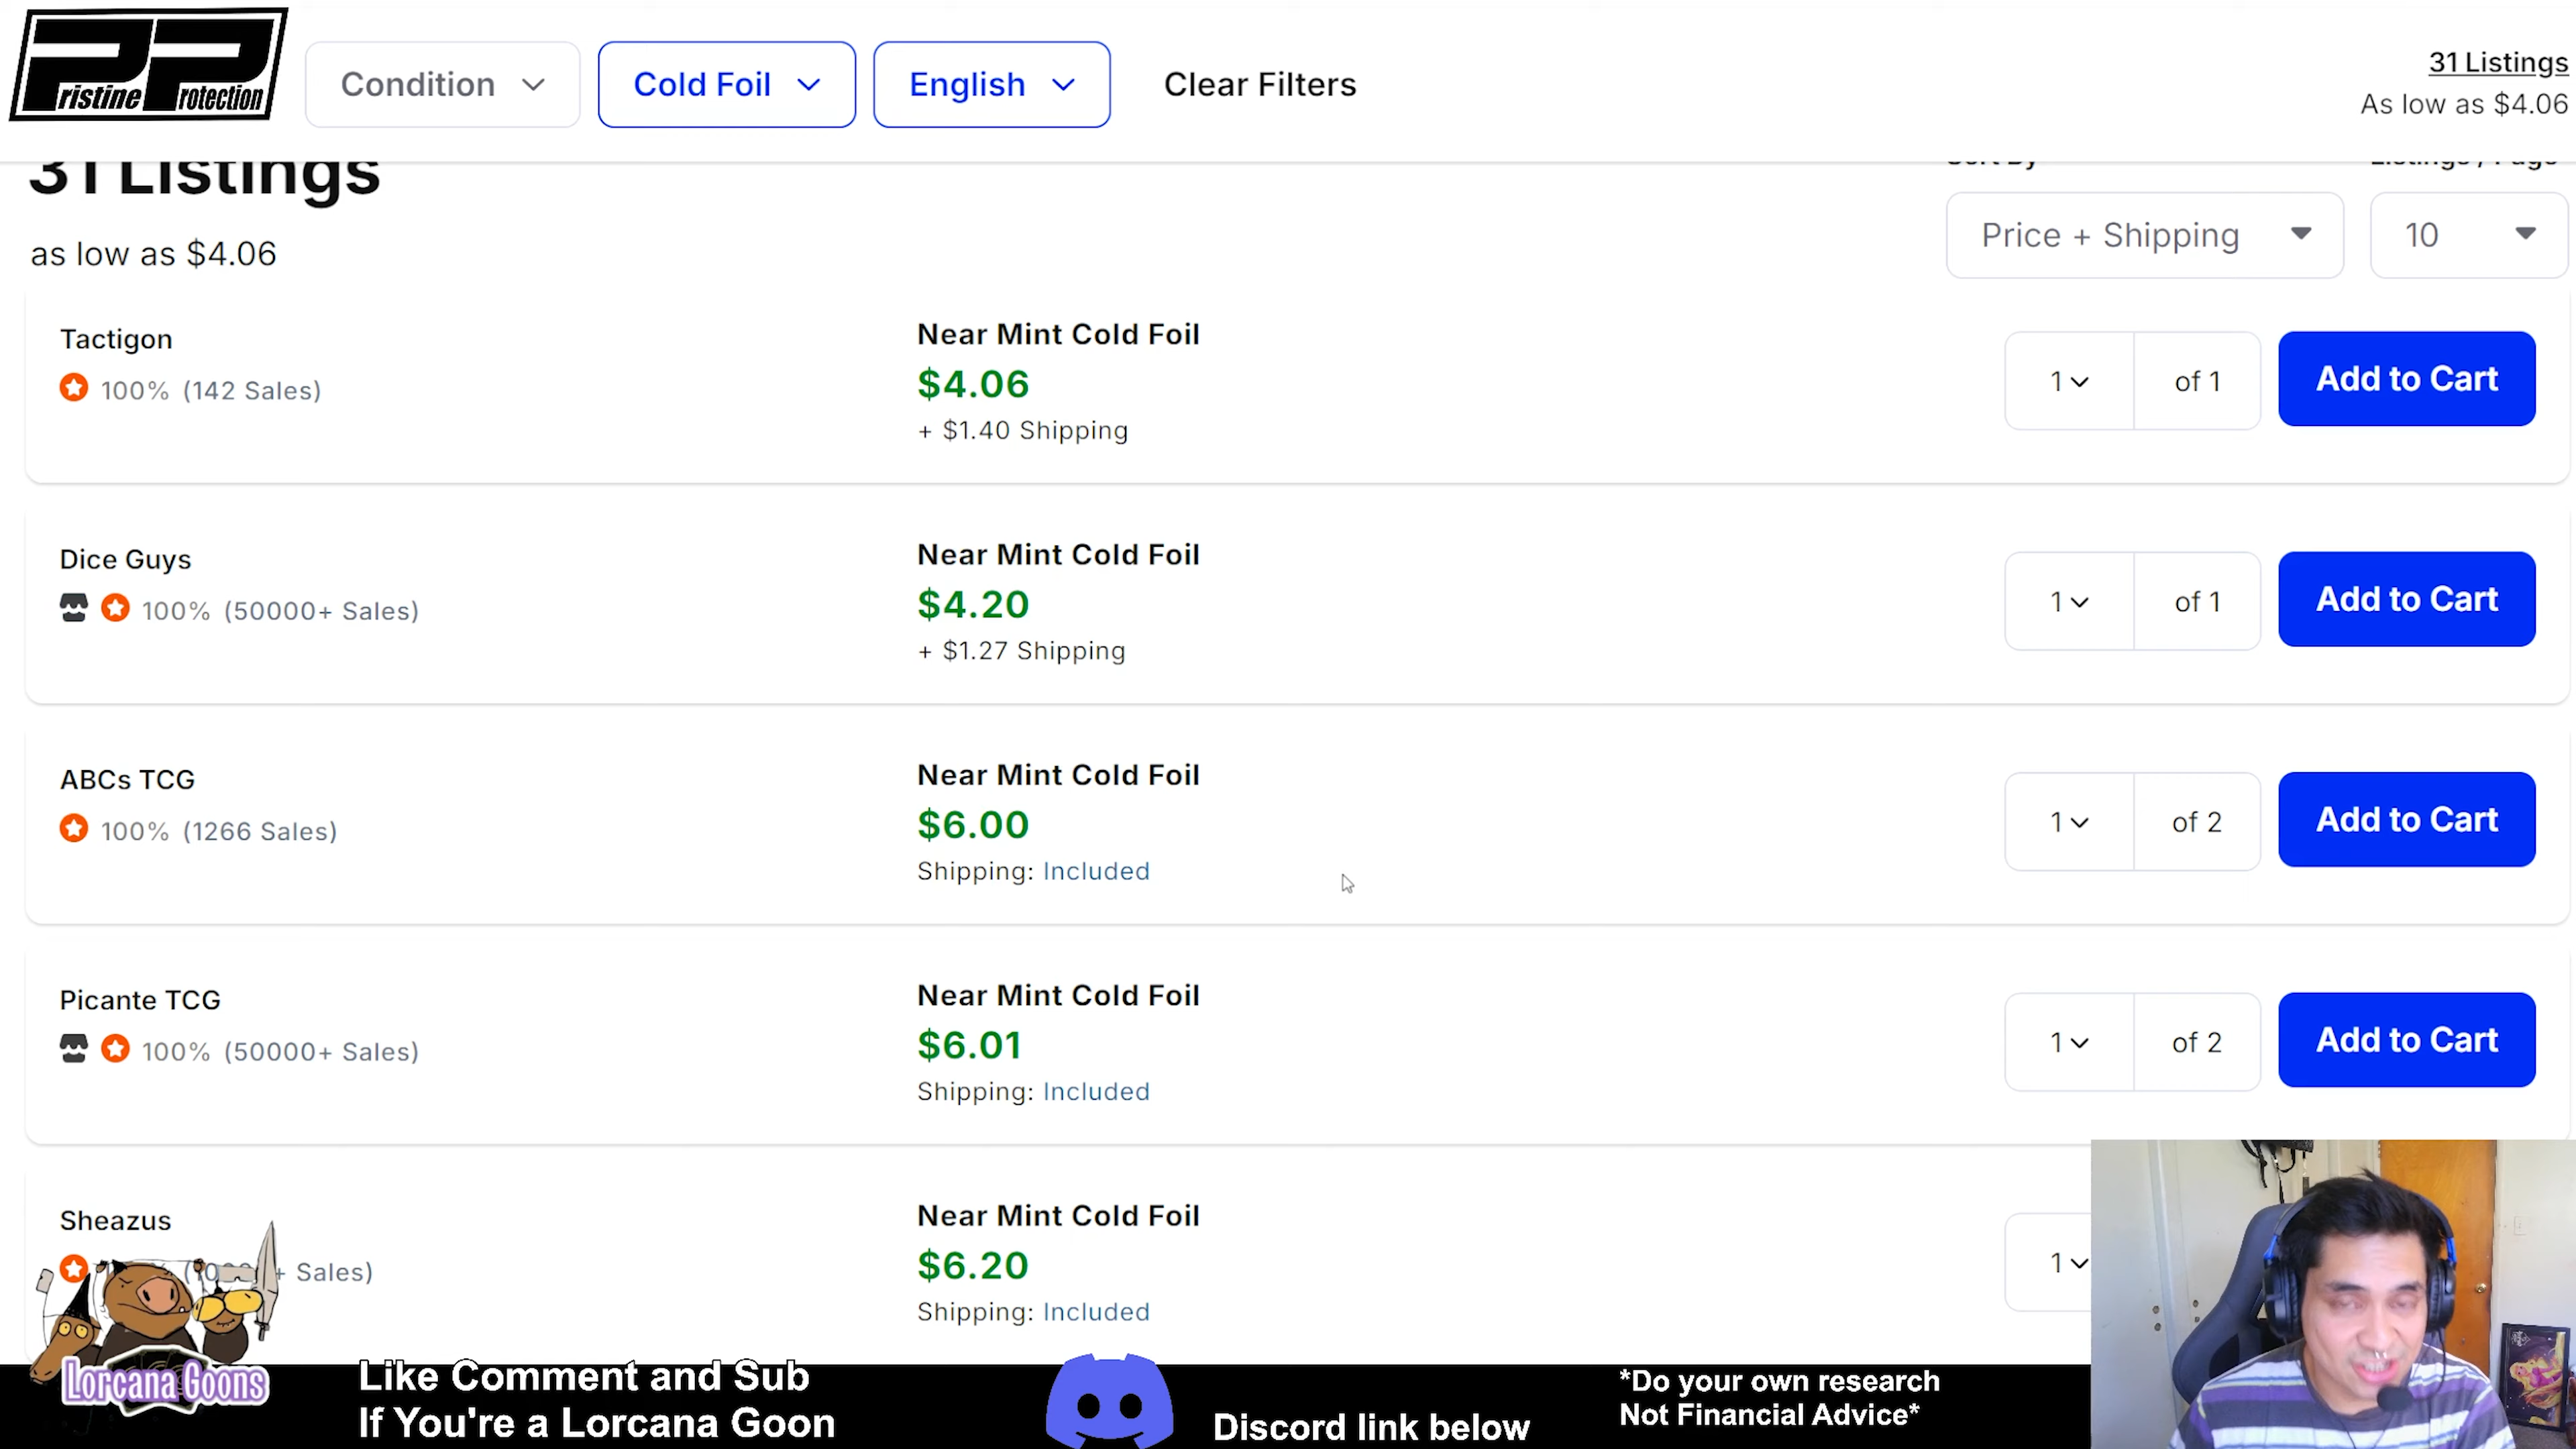 Pristine Protection
Condition
Cold Foil
English
Clear Filters
31 Listings
As low as $4.06
31 Listings
as low as $4.06
Sort By
Listings / Page
Price + Shipping
10
Tactigon
100% (142 Sales)
Near Mint Cold Foil
$4.06
+ $1.40 Shipping
1
of 1
Add to Cart
Dice Guys
100% (50000+ Sales)
Near Mint Cold Foil
$4.20
+ $1.27 Shipping
1
of 1
Add to Cart
ABCs TCG
100% (1266 Sales)
Near Mint Cold Foil
$6.00
Shipping: Included
1
of 2
Add to Cart
Picante TCG
100% (50000+ Sales)
Near Mint Cold Foil
$6.01
Shipping: Included
1
of 2
Add to Cart
Sheazus
+ Sales)
Near Mint Cold Foil
$6.20
Shipping: Included
1
Lorcana Goons
Like Comment and Sub
If You're a Lorcana Goon
Discord link below
*Do your own research
Not Financial Advice*